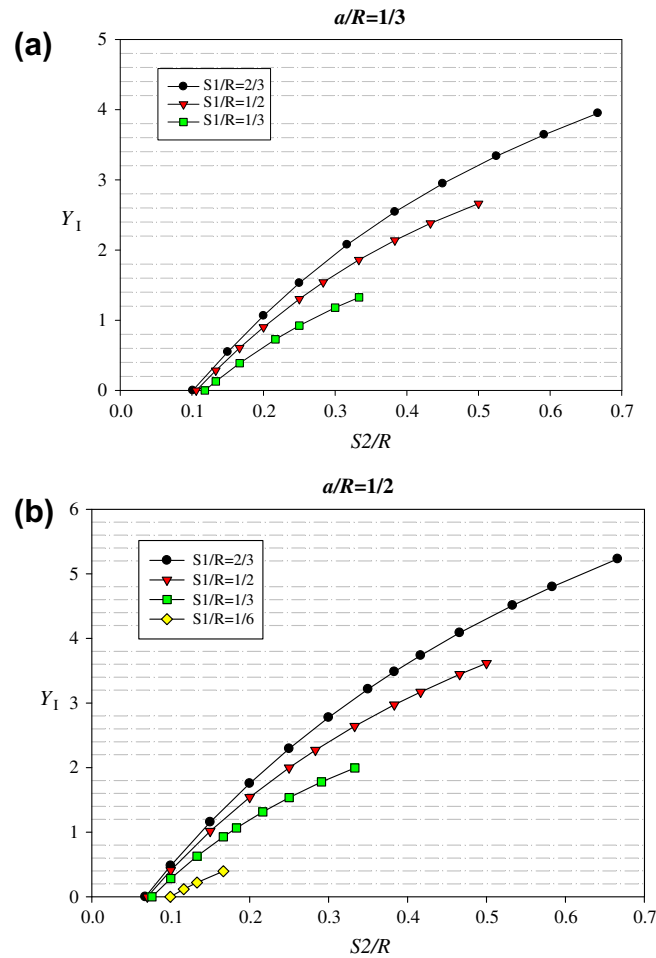 a/R=1/3
(a)
5
4
3
2
1
0
Y_I
S1/R=2/3
S1/R=1/2
S1/R=1/3
0.0 0.1 0.2 0.3 0.4 0.5 0.6 0.7
S2/R
a/R=1/2
(b)
6
5
4
3
2
1
0
Y_I
S1/R=2/3
S1/R=1/2
S1/R=1/3
S1/R=1/6
0.0 0.1 0.2 0.3 0.4 0.5 0.6 0.7
S2/R